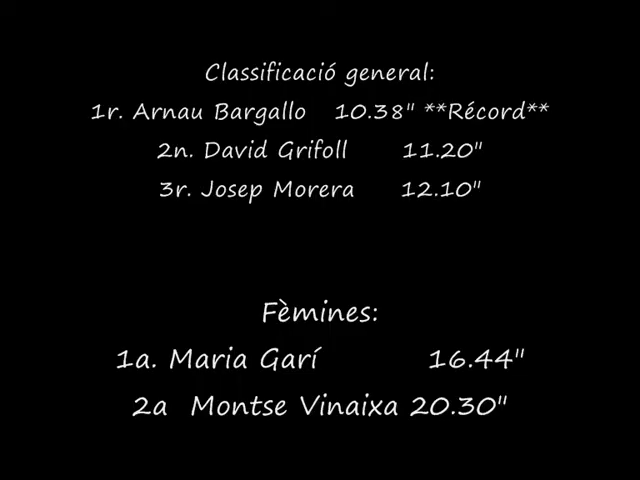 Classificació general:
1r. Arnau Bargallo 10.38" **Récord**
2n. David Grifoll 11.20"
3r. Josep Morera 12.10"
Fèmines:
1a. Maria Garí 16.44"
2a Montse Vinaixa 20.30"